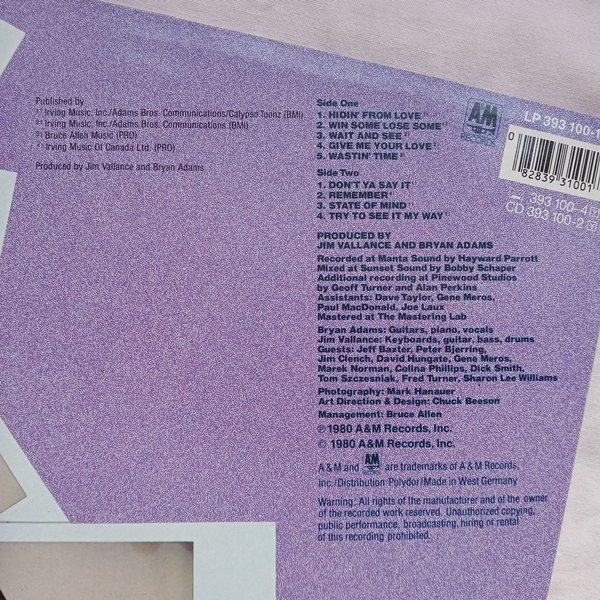 Published by
1) Irving Music, Inc./Adams Bros. Communications/Calypso Toonz (BMI)
2) Irving Music, Inc./Adams Bros. Communications (BMI)
3) Bruce Allen Music (PRO)
4) Irving Music Of Canada Ltd. (PRO)
Produced by Jim Vallance and Bryan Adams
Side One
1. HIDIN' FROM LOVE
2. WIN SOME LOSE SOME
3. WAIT AND SEE
4. GIVE ME YOUR LOVE
5. WASTIN' TIME
Side Two
1. DON'T YA SAY IT
2. REMEMBER
3. STATE OF MIND
4. TRY TO SEE IT MY WAY
PRODUCED BY
JIM VALLANCE AND BRYAN ADAMS
Recorded at Manta Sound by Hayward Parrott
Mixed at Sunset Sound by Bobby Schaper
Additional recording at Pinewood Studios
by Geoff Turner and Alan Perkins
Assistants: Dave Taylor, Gene Meros,
Paul MacDonald, Joe Laux
Mastered at The Mastering Lab
Bryan Adams: Guitars, piano, vocals
Jim Vallance: Keyboards, guitar, bass, drums
Guests: Jeff Baxter, Peter Bjerring,
Jim Clench, David Hungate, Gene Meros,
Marek Norman, Colina Phillips, Dick Smith,
Tom Szczesniak, Fred Turner, Sharon Lee Williams
Photography: Mark Hanauer
Art Direction & Design: Chuck Beeson
Management: Bruce Allen
℗ 1980 A&M Records, Inc.
© 1980 A&M Records, Inc.
A & M and AM RECORDS are trademarks of A & M Records,
Inc./Distribution: Polydor/Made in West Germany
Warning: All rights of the manufacturer and of the owner
of the recorded work reserved. Unauthorized copying,
public performance, broadcasting, hiring or rental
of this recording prohibited.
AM
RECORDS
LP 393 100-1
0 82839 31001
393 100-4
CD 393 100-2